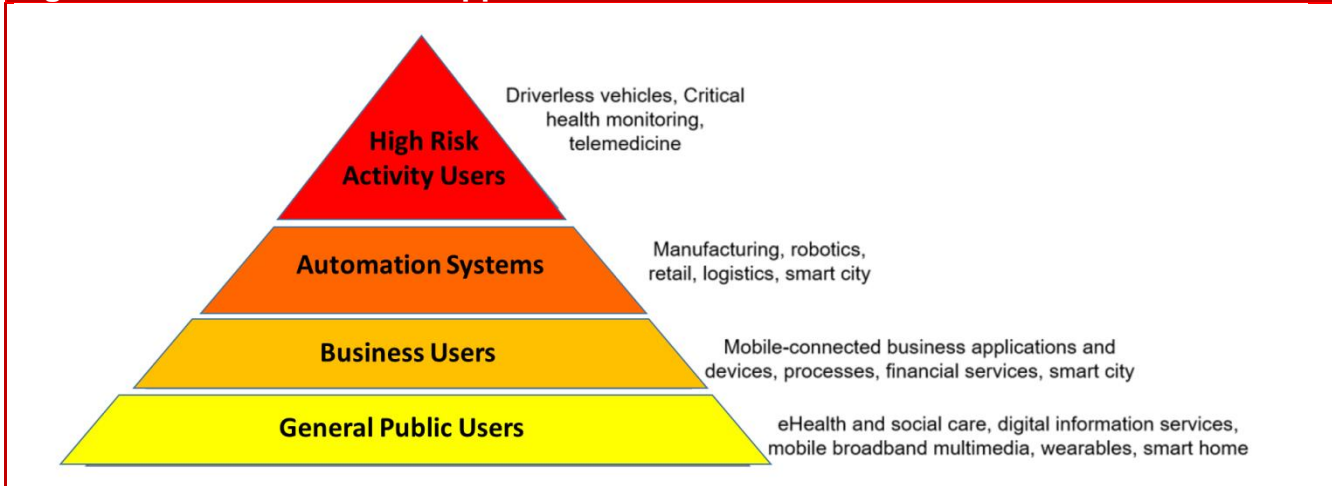 Driverless vehicles, Critical
health monitoring,
telemedicine
High Risk
Activity Users
Manufacturing, robotics,
retail, logistics, smart city
Automation Systems
Mobile-connected business applications and
devices, processes, financial services, smart city
Business Users
eHealth and social care, digital information services,
mobile broadband multimedia, wearables, smart home
General Public Users